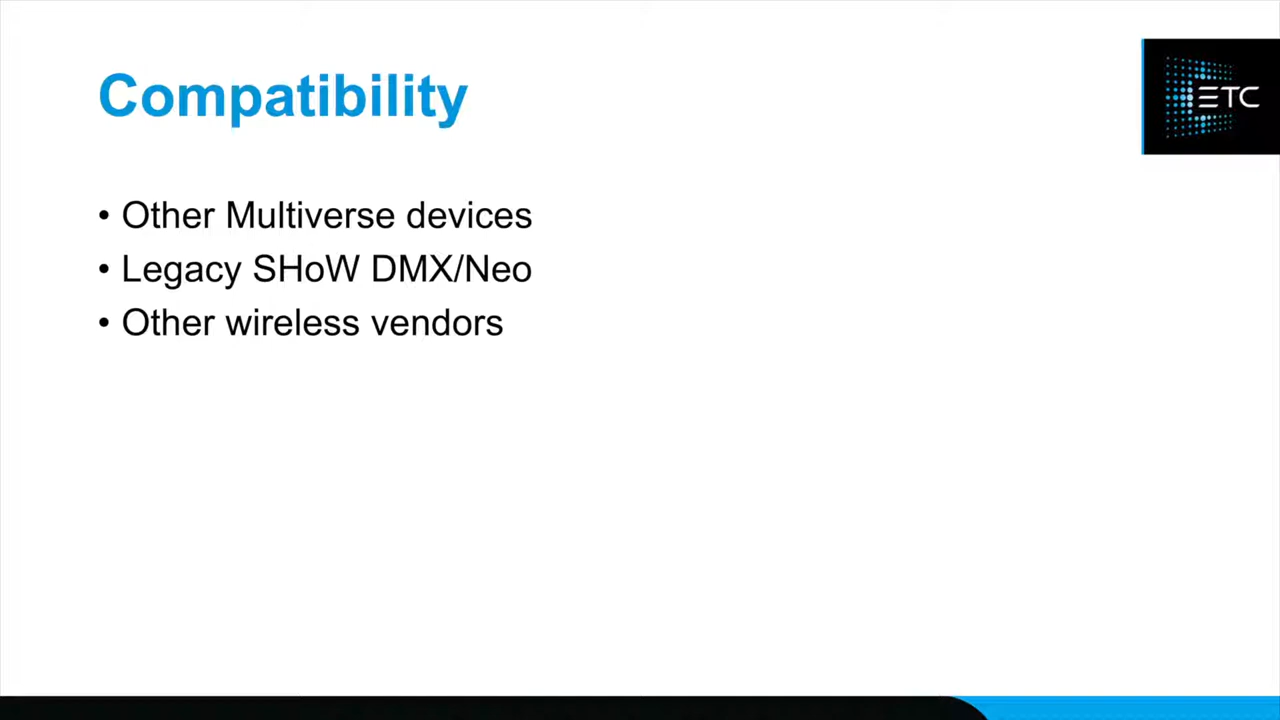 Compatibility
ETC
• Other Multiverse devices
• Legacy SHoW DMX/Neo
• Other wireless vendors